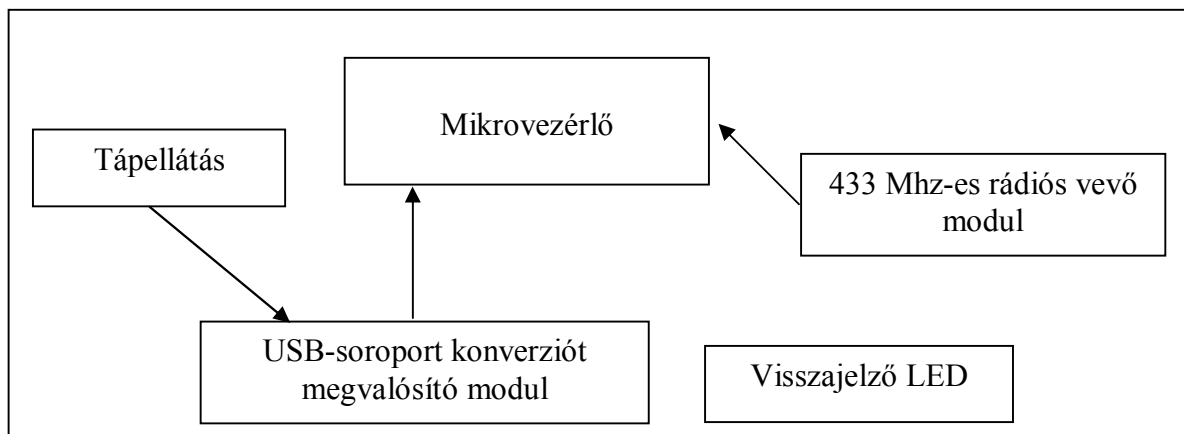 Mikrovezérlő
Tápellátás
433 Mhz-es rádiós vevő
modul
USB-soroport konverziót
megvalósító modul
Visszajelző LED